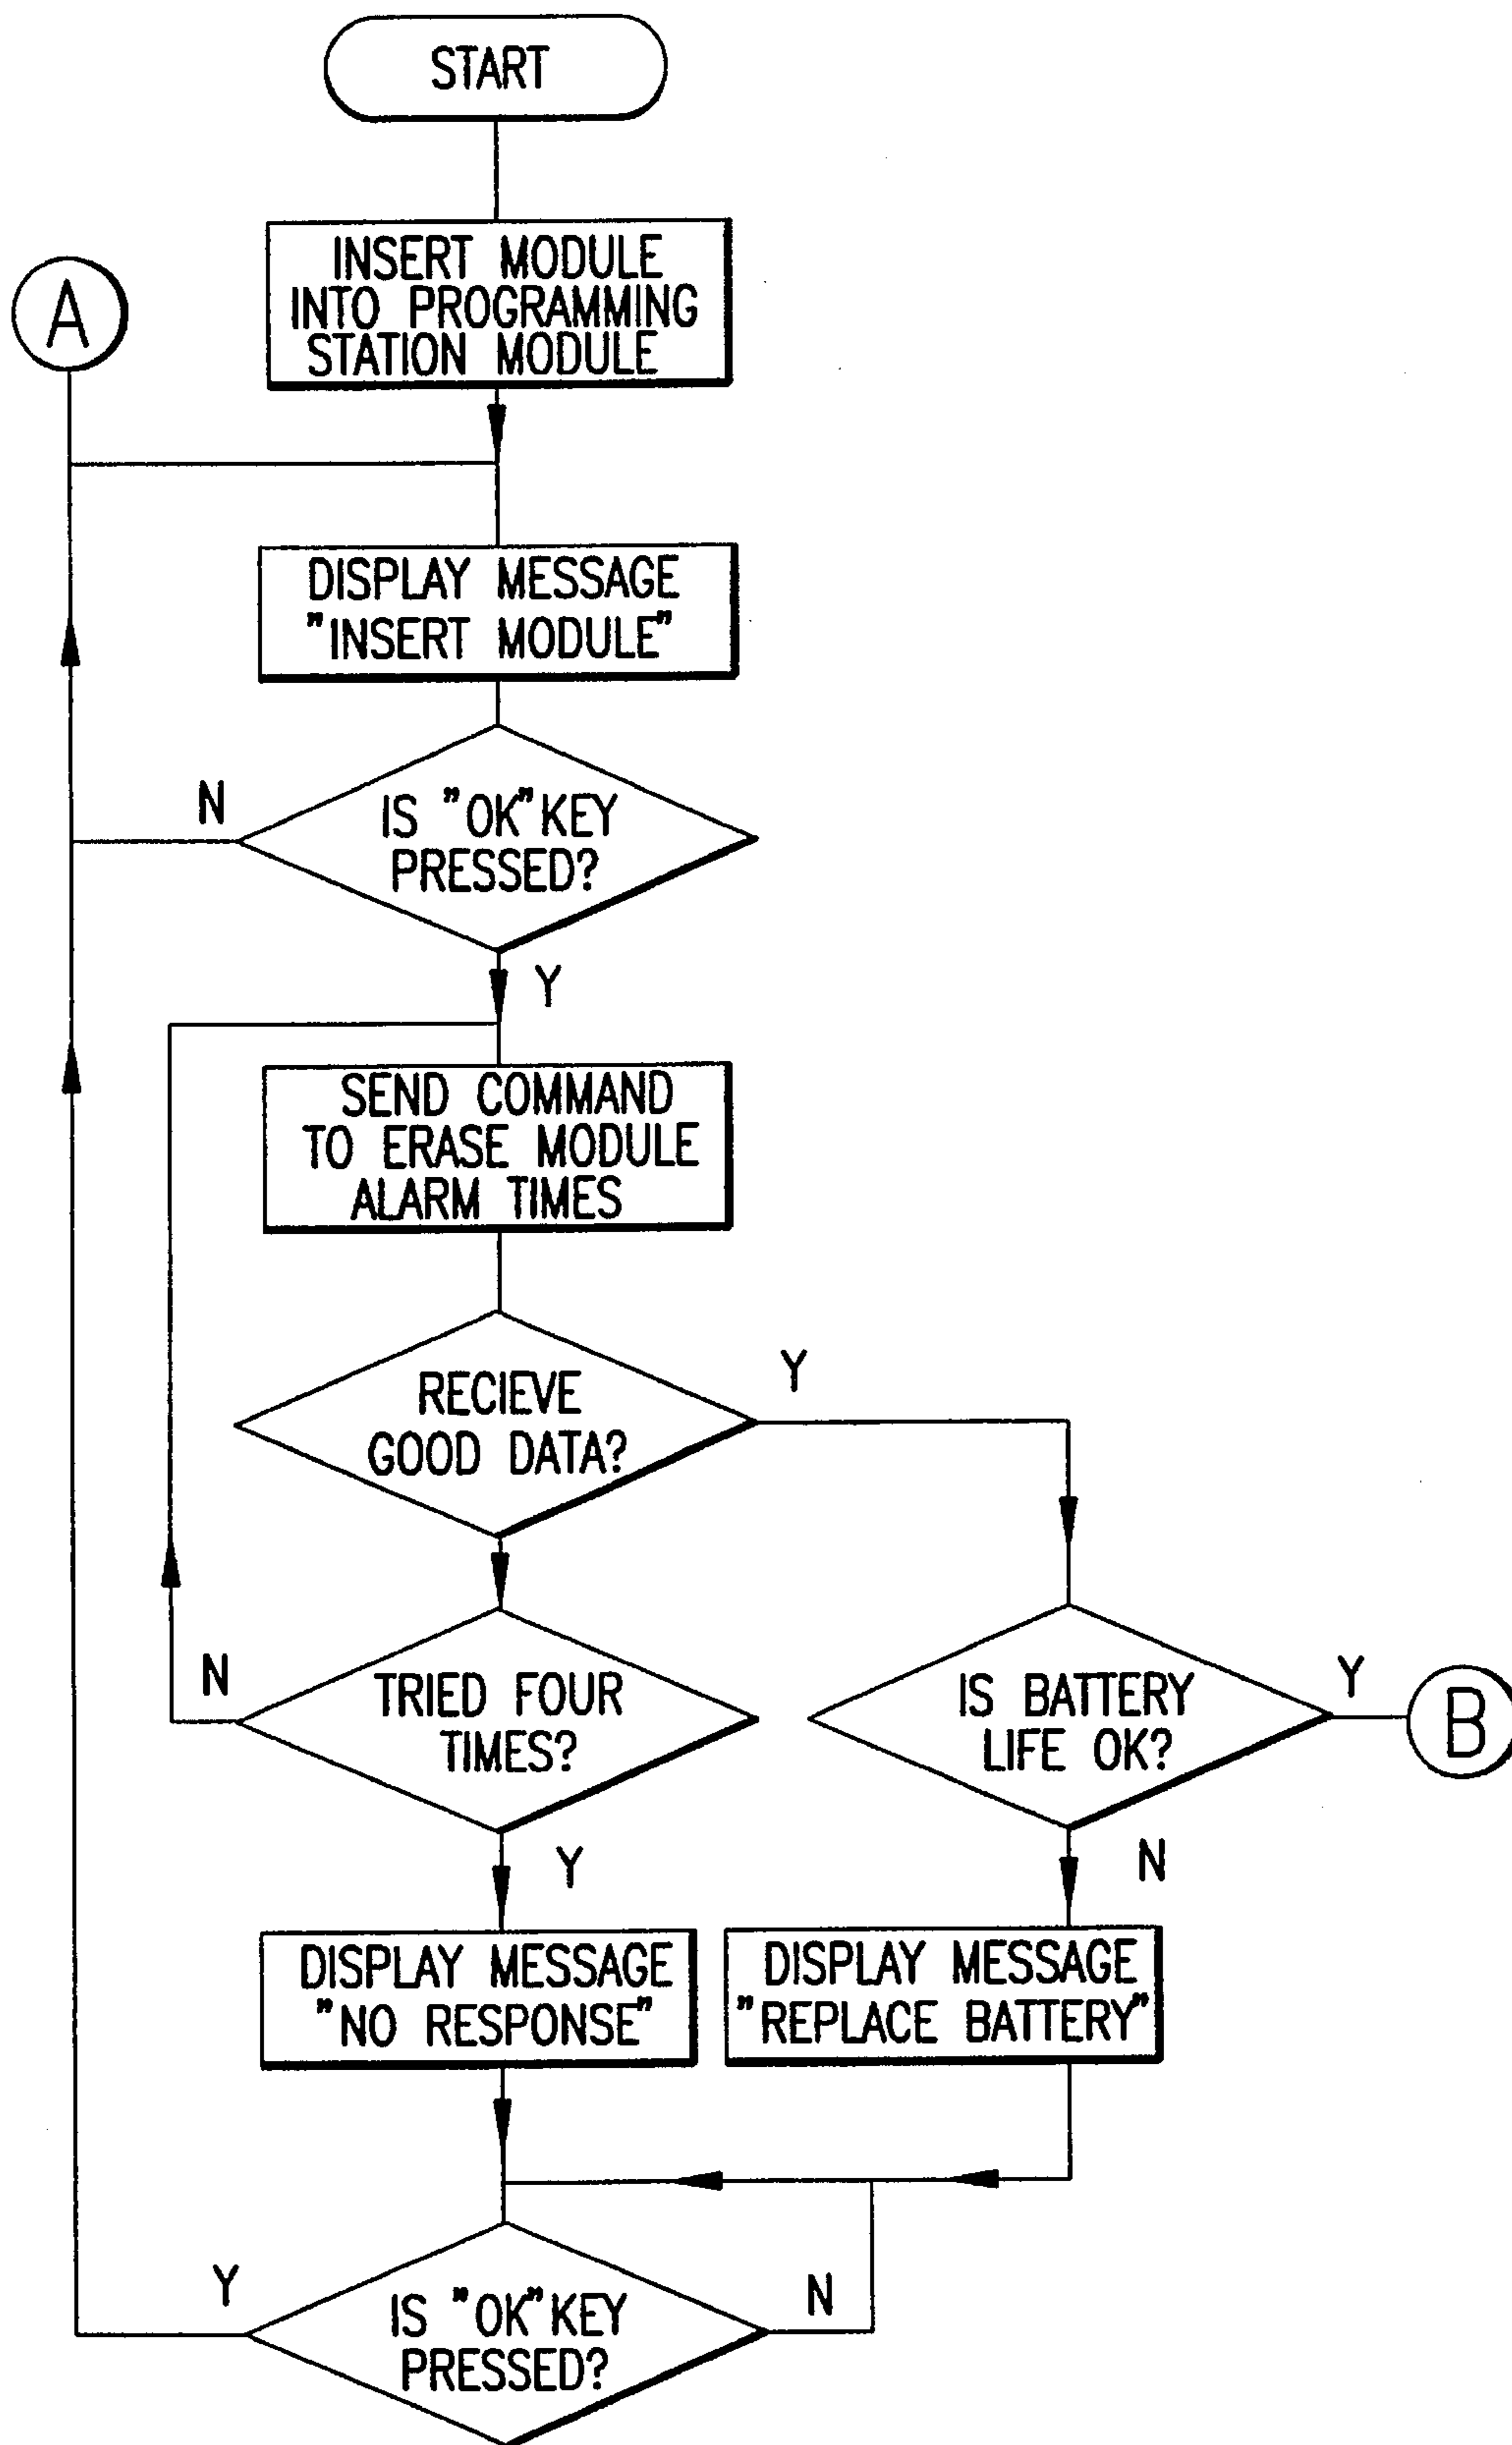 START
INSERT MODULE
INTO PROGRAMMING
STATION MODULE
A
DISPLAY MESSAGE
"INSERT MODULE"
N
IS "OK" KEY
PRESSED?
Y
SEND COMMAND
TO ERASE MODULE
ALARM TIMES
RECIEVE
GOOD DATA?
Y
N
TRIED FOUR
TIMES?
IS BATTERY
LIFE OK?
Y
B
Y
N
DISPLAY MESSAGE
"NO RESPONSE"
DISPLAY MESSAGE
"REPLACE BATTERY"
Y
IS "OK" KEY
PRESSED?
N